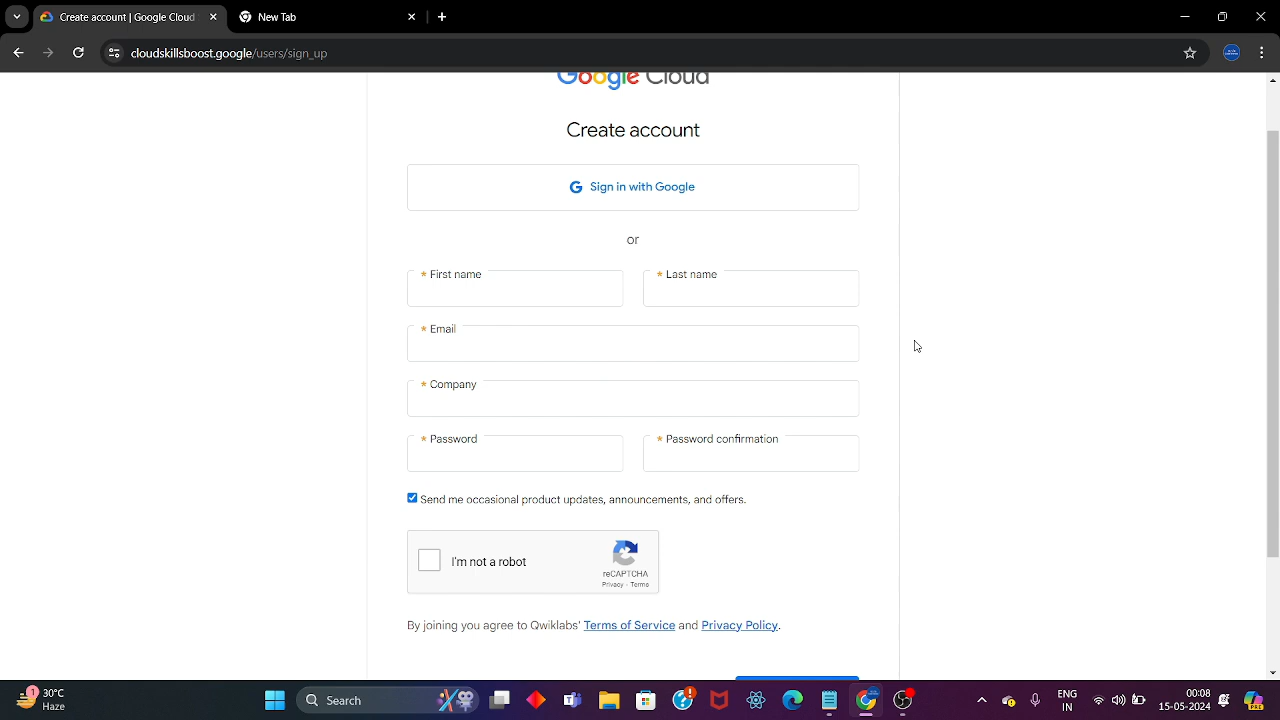 Create account | Google Cloud
New Tab
cloudskillsboost.google/users/sign_up
Google Cloud
Create account
G Sign in with Google
or
* First name
* Last name
* Email
* Company
* Password
* Password confirmation
Send me occasional product updates, announcements, and offers.
I'm not a robot
reCAPTCHA
Privacy - Terms
By joining you agree to Qwiklabs' Terms of Service and Privacy Policy.
1
30°C
Haze
Search
ENG
IN
00:08
15-05-2024